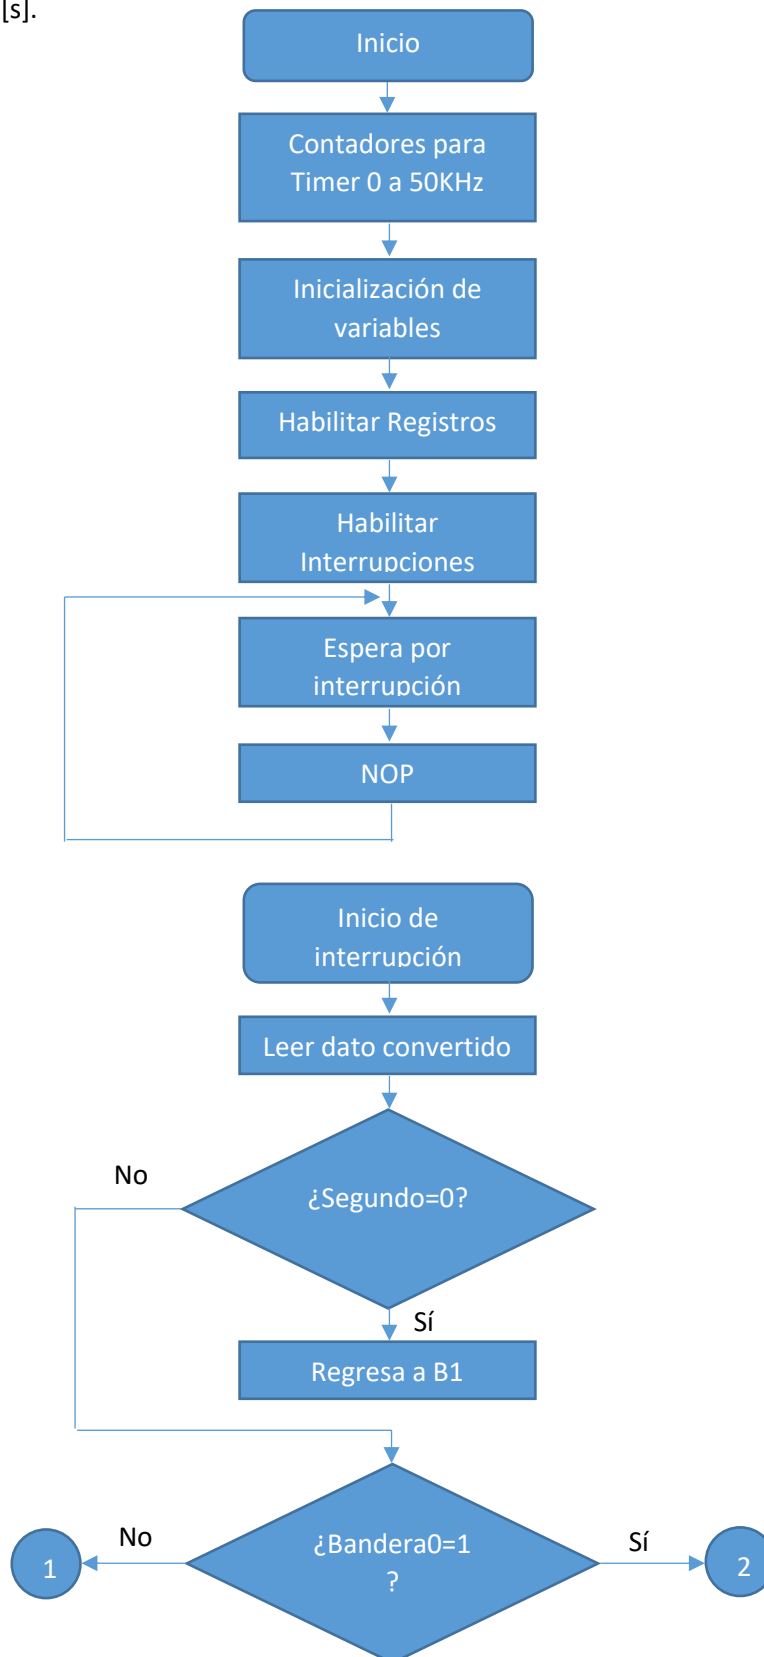 [s].
Inicio
Contadores para
Timer 0 a 50KHz
Inicialización de
variables
Habilitar Registros
Habilitar
Interrupciones
Espera por
interrupción
NOP
Inicio de
interrupción
Leer dato convertido
No
¿Segundo=0?
Sí
Regresa a B1
No
¿Bandera0=1
?
Sí
1
2